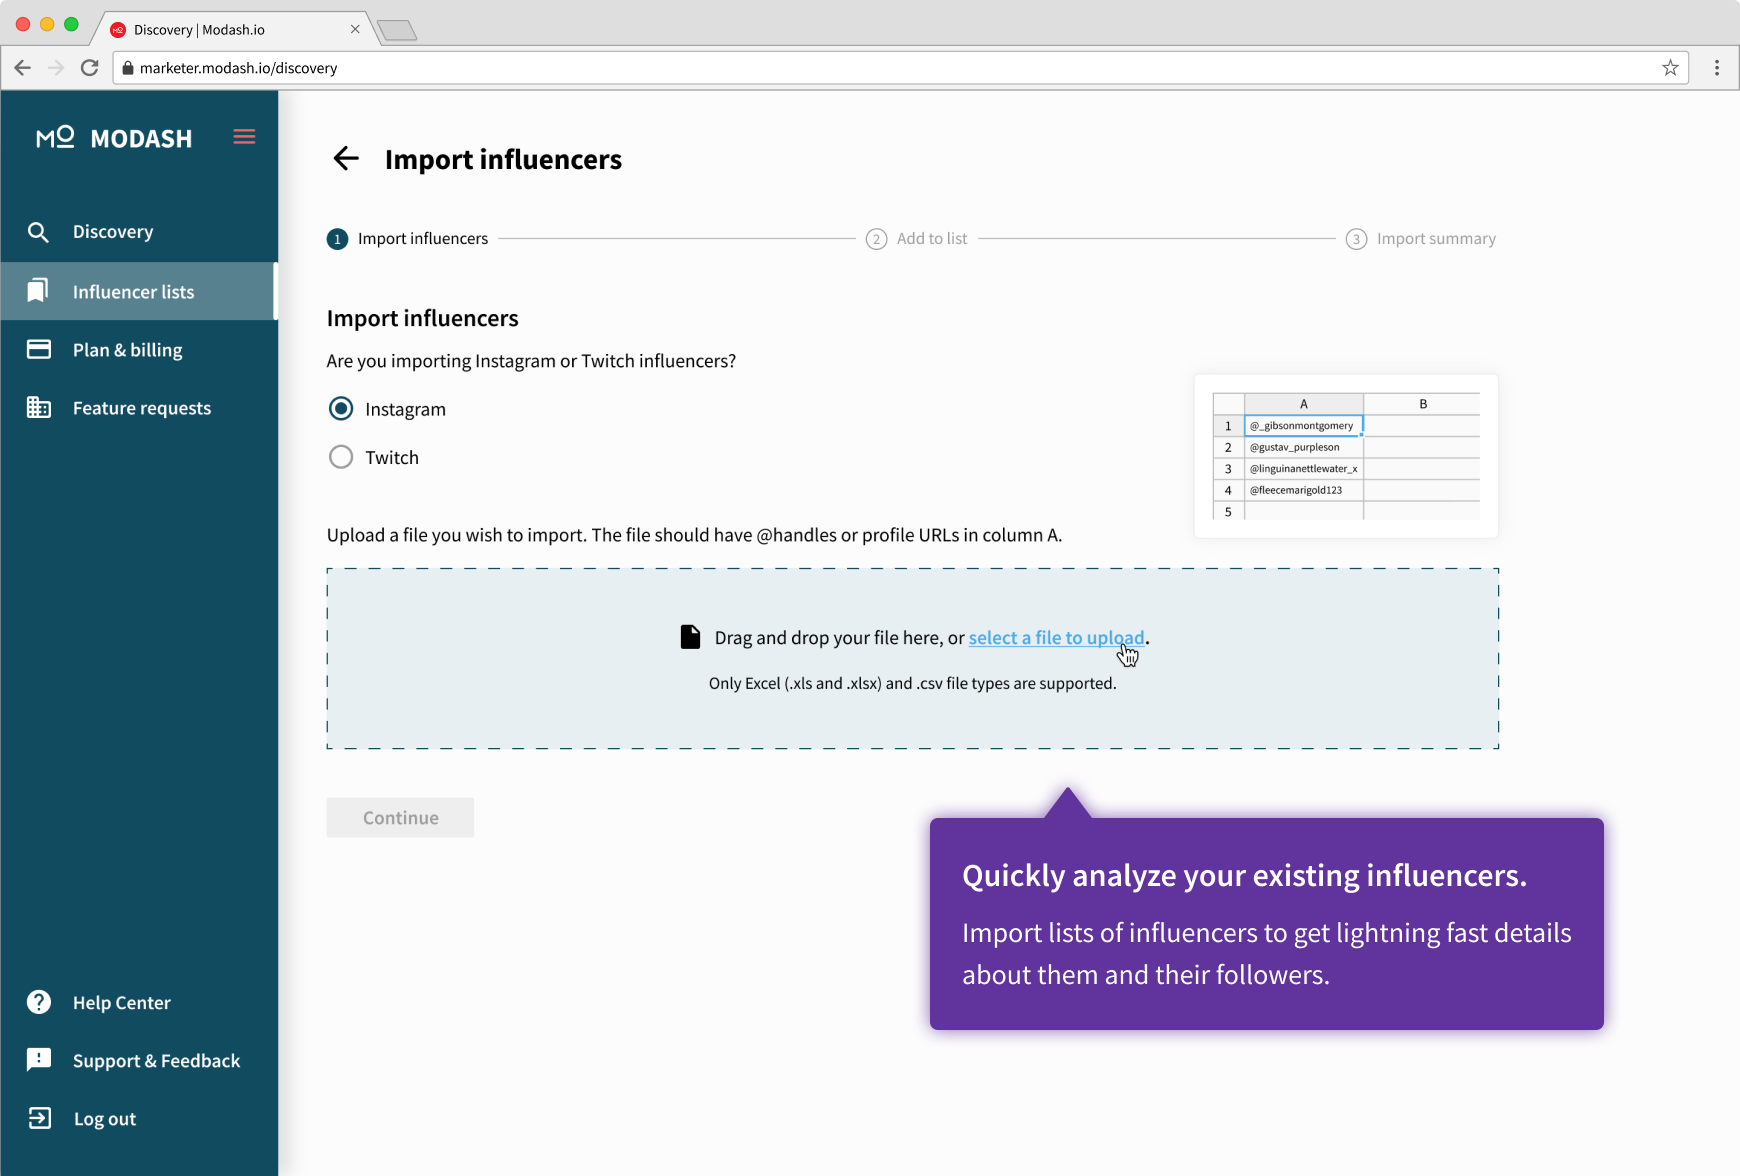 Discovery | Modash.io
marketer.modash.io/discovery
MO MODASH
Discovery
Influencer lists
Plan & billing
Feature requests
Help Center
Support & Feedback
Log out
Import influencers
1 Import influencers
2 Add to list
3 Import summary
Import influencers
Are you importing Instagram or Twitch influencers?
Instagram
Twitch
A B
1 @_gibsonmontgomery
2 @gustav_purpleson
3 @linguinanettlewater_x
4 @fleecemarigold123
5
Upload a file you wish to import. The file should have @handles or profile URLs in column A.
Drag and drop your file here, or select a file to upload.
Only Excel (.xls and .xlsx) and .csv file types are supported.
Continue
Quickly analyze your existing influencers.
Import lists of influencers to get lightning fast details
about them and their followers.